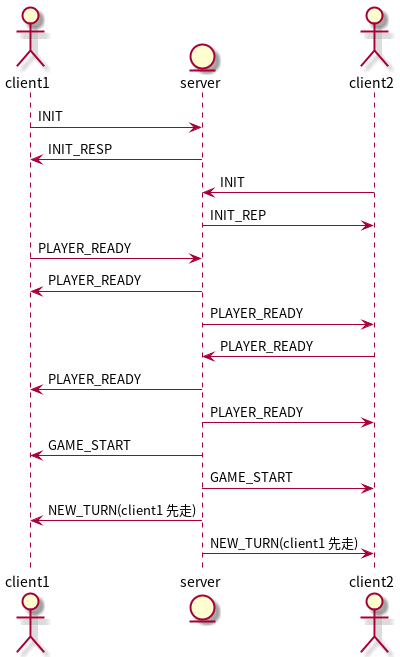 client1
server
client2
INIT
INIT_RESP
INIT
INIT_REP
PLAYER_READY
PLAYER_READY
PLAYER_READY
PLAYER_READY
PLAYER_READY
PLAYER_READY
GAME_START
GAME_START
NEW_TURN(client1 先走)
NEW_TURN(client1 先走)
client1
server
client2